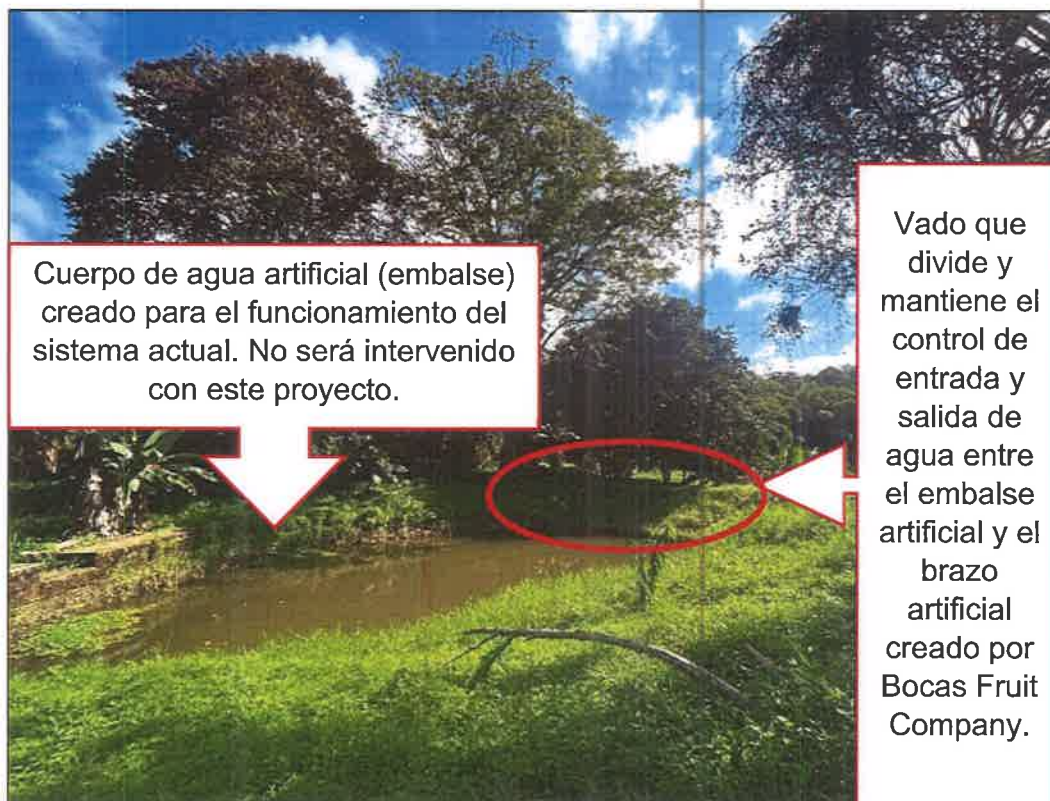 Cuerpo de agua artificial (embalse)
creado para el funcionamiento del
sistema actual. No será intervenido
con este proyecto.
Vado que
divide y
mantiene el
control de
entrada y
salida de
agua entre
el embalse
artificial y el
brazo
artificial
creado por
Bocas Fruit
Company.